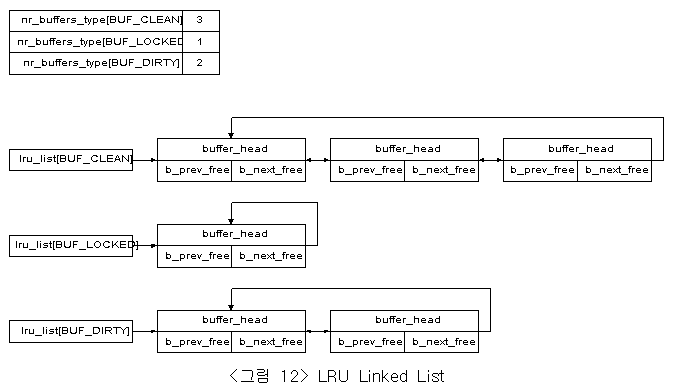 nr_buffers_type[BUF_CLEAN] 3
nr_buffers_type[BUF_LOCKED 1
nr_buffers_type[BUF_DIRTY] 2
buffer_head buffer_head buffer_head
lru_list[BUF_CLEAN] b_prev_free b_next_free b_prev_free b_next_free b_prev_free b_next_free
buffer_head
lru_list[BUF_LOCKED] b_prev_free b_next_free
buffer_head buffer_head
lru_list[BUF_DIRTY] b_prev_free b_next_free b_prev_free b_next_free
<그림 12> LRU Linked List